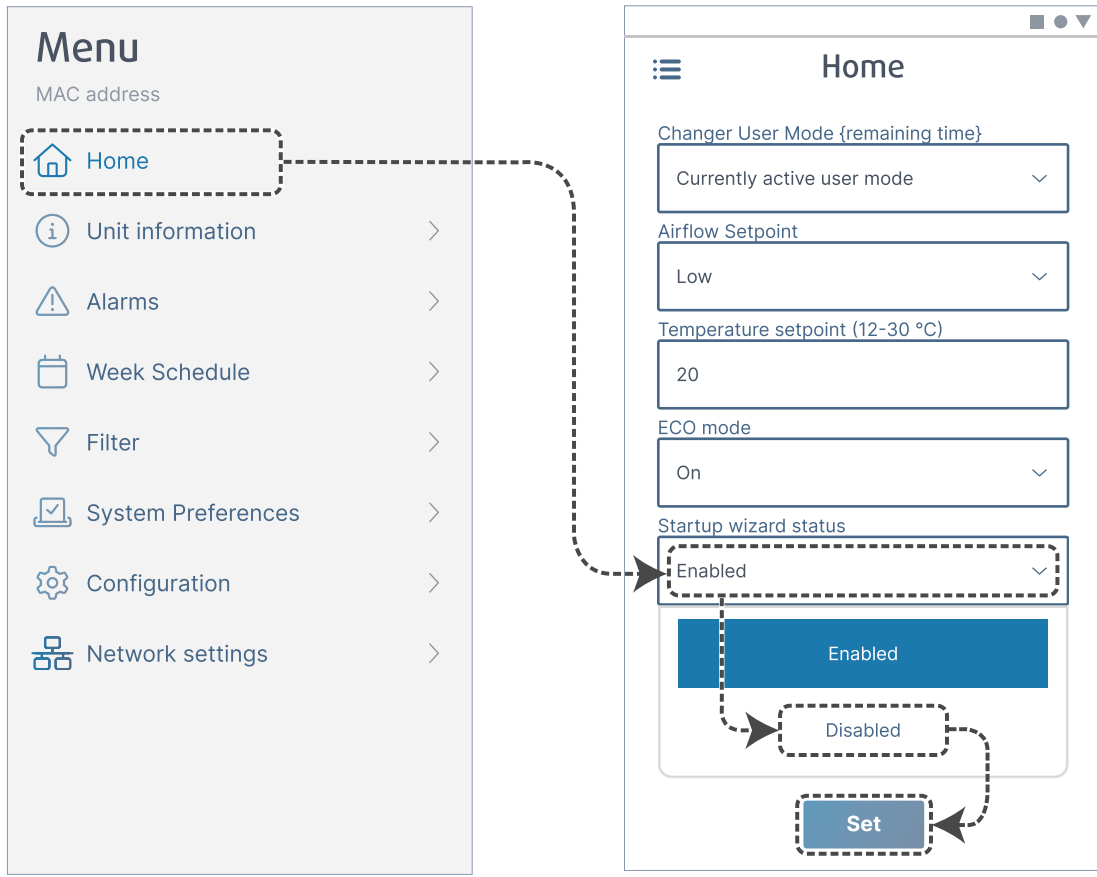 Menu
MAC address
Home
Unit information
Alarms
Week Schedule
Filter
System Preferences
Configuration
Network settings
Home
Changer User Mode {remaining time}
Currently active user mode
Airflow Setpoint
Low
Temperature setpoint (12-30 °C)
20
ECO mode
On
Startup wizard status
Enabled
Enabled
Disabled
Set